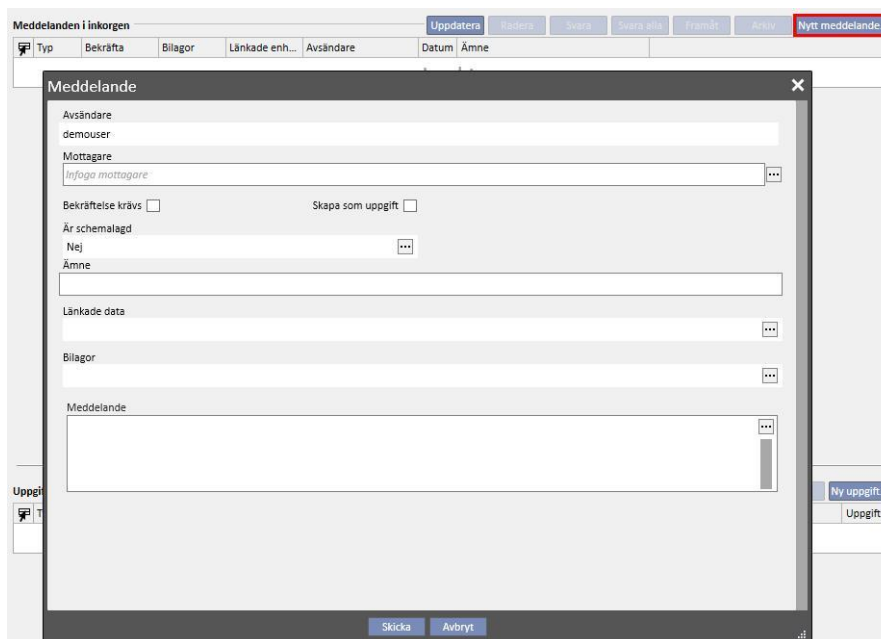 Meddelanden i inkorgen Uppdatera Radera Svara Svara alla Framåt Arkiv Nytt meddelande
Typ Bekräfta Bilagor Länkade enh... Avsändare Datum Ämne
Meddelande
Avsändare
demouser
Mottagare
Infoga mottagare
Bekräftelse krävs Skapa som uppgift
Är schemalagd
Nej
Ämne
Länkade data
Bilagor
Meddelande
Uppgif Ny uppgift
T Uppgift
Skicka Avbryt